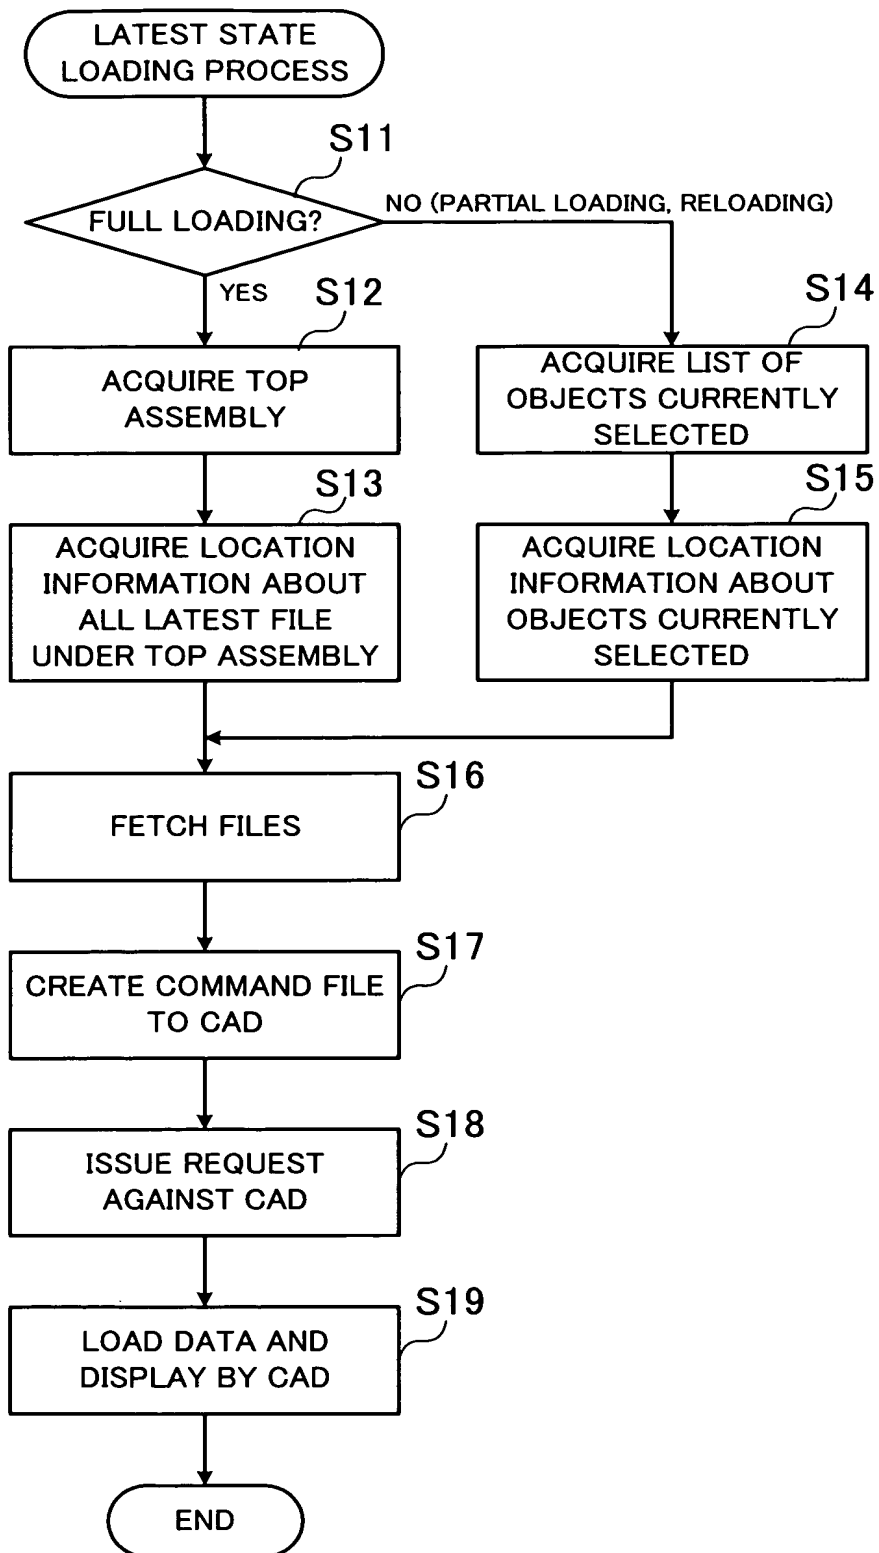 LATEST STATE
LOADING PROCESS
S11
FULL LOADING?
NO (PARTIAL LOADING, RELOADING)
YES
S12
ACQUIRE TOP
ASSEMBLY
S14
ACQUIRE LIST OF
OBJECTS CURRENTLY
SELECTED
S13
ACQUIRE LOCATION
INFORMATION ABOUT
ALL LATEST FILE
UNDER TOP ASSEMBLY
S15
ACQUIRE LOCATION
INFORMATION ABOUT
OBJECTS CURRENTLY
SELECTED
S16
FETCH FILES
S17
CREATE COMMAND FILE
TO CAD
S18
ISSUE REQUEST
AGAINST CAD
S19
LOAD DATA AND
DISPLAY BY CAD
END